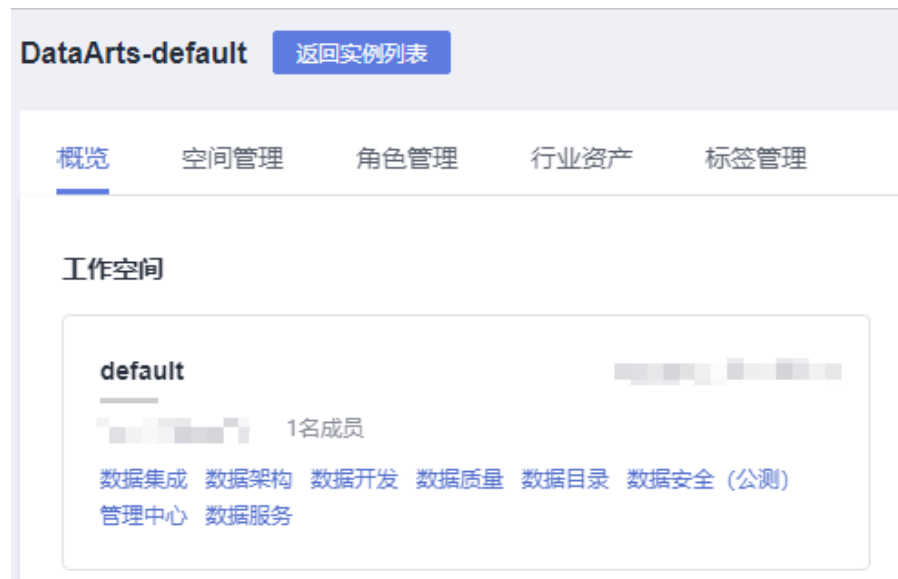 DataArts-default 返回实例列表
概览 空间管理 角色管理 行业资产 标签管理
工作空间
default
1名成员
数据集成 数据架构 数据开发 数据质量 数据目录 数据安全（公测）
管理中心 数据服务